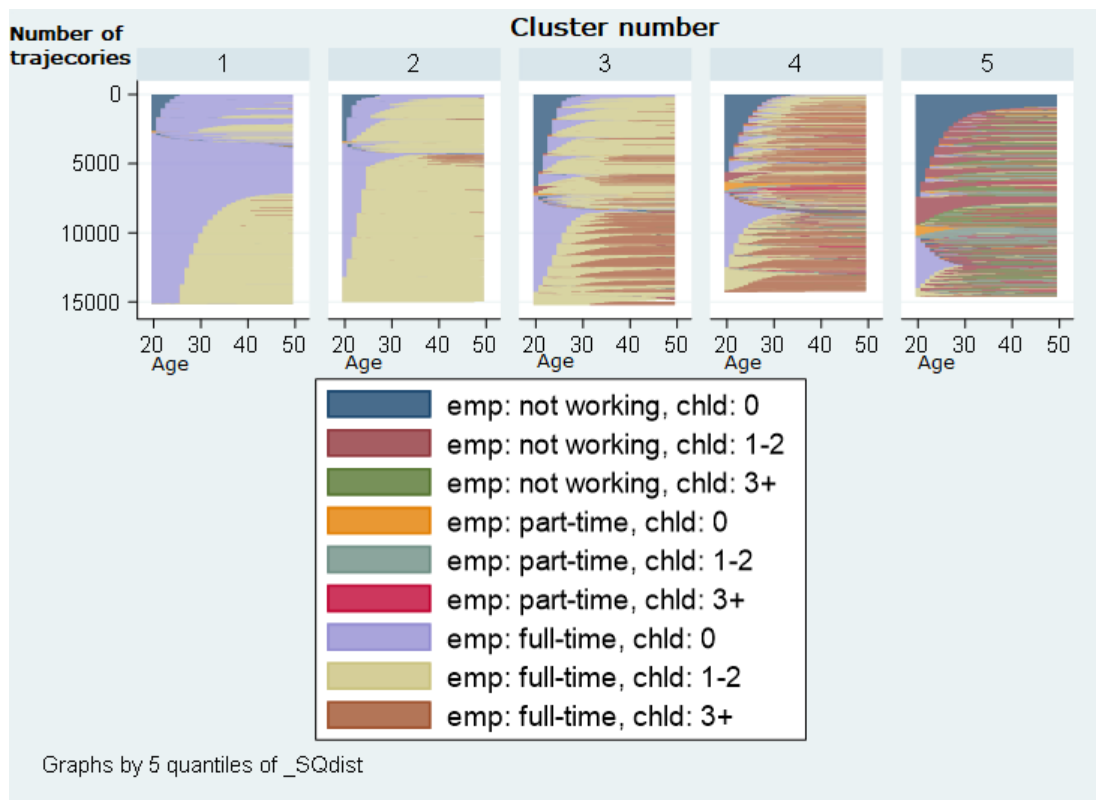 Cluster number
Number of
trajecories
1 2 3 4 5
0
5000
10000
15000
20 30 40 50 20 30 40 50 20 30 40 50 20 30 40 50 20 30 40 50
Age Age Age Age Age
emp: not working, chld: 0
emp: not working, chld: 1-2
emp: not working, chld: 3+
emp: part-time, chld: 0
emp: part-time, chld: 1-2
emp: part-time, chld: 3+
emp: full-time, chld: 0
emp: full-time, chld: 1-2
emp: full-time, chld: 3+
Graphs by 5 quantiles of _SQdist